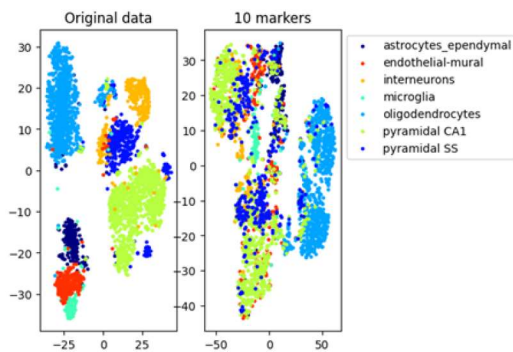 Original data
10 markers
30
20
10
0
−10
−20
−30
−25
0
25
30
20
10
0
−10
−20
−30
−40
−50
0
50
astrocytes_ependymal
endothelial-mural
interneurons
microglia
oligodendrocytes
pyramidal CA1
pyramidal SS